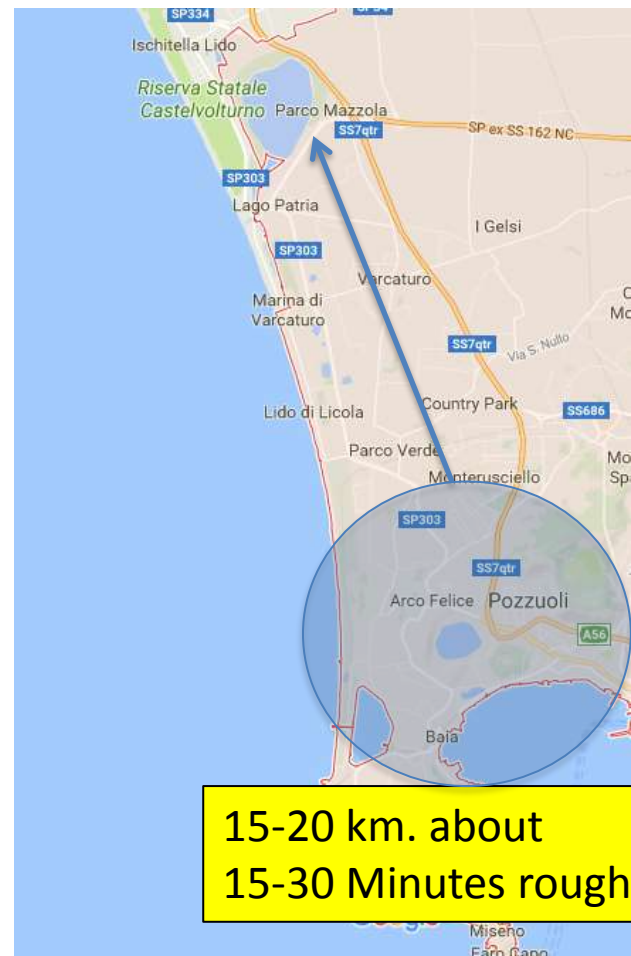 SP334
Ischitella Lido
Riserva Statale
Castelvolturno
Parco Mazzola
SS7qtr
SP ex SS 162 NC
SP303
Lago Patria
I Gelsi
SP303
Varcaturo
Marina di
Varcaturo
SS7qtr
Via S. Nullo
Lido di Licola
Country Park
SS686
Parco Verde
Monterusciello
SP303
SS7qtr
Arco Felice
Pozzuoli
A56
Baia
15-20 km. about
15-30 Minutes rough
Miseno
Faro Capo